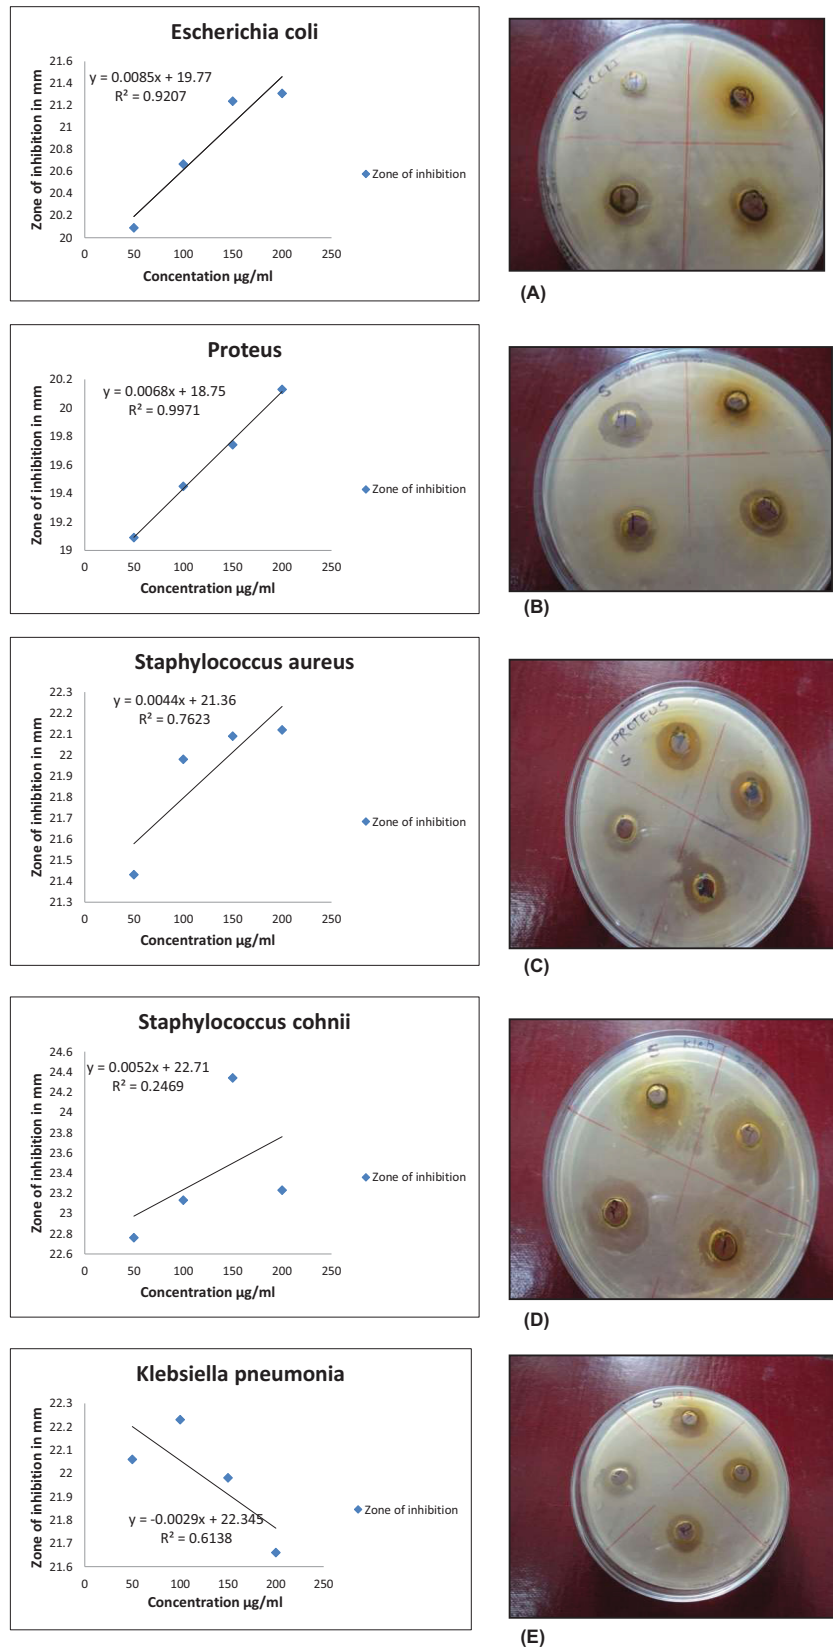 Escherichia coli
Zone of inhibition in mm
21.6
21.4
21.2
21
20.8
20.6
20.4
20.2
20
y = 0.0085x + 19.77
R² = 0.9207
Zone of inhibition
0 50 100 150 200 250
Concentation µg/ml
S E.coli
(A)
Proteus
Zone of inhibition in mm
20.2
20
19.8
19.6
19.4
19.2
19
y = 0.0068x + 18.75
R² = 0.9971
Zone of inhibition
0 50 100 150 200 250
Concentration µg/ml
S
(B)
Staphylococcus aureus
Zone of inhibition in mm
22.3
22.2
22.1
22
21.9
21.8
21.7
21.6
21.5
21.4
21.3
y = 0.0044x + 21.36
R² = 0.7623
Zone of inhibition
0 50 100 150 200 250
Concentration µg/ml
PROTEUS
S
(C)
Staphylococcus cohnii
Zone of inhibition in mm
24.6
24.4
24.2
24
23.8
23.6
23.4
23.2
23
22.8
22.6
y = 0.0052x + 22.71
R² = 0.2469
Zone of inhibition
0 50 100 150 200 250
Concentration µg/ml
S Kleb
(D)
Klebsiella pneumonia
Zone of inhibition in mm
22.3
22.2
22.1
22
21.9
21.8
21.7
21.6
y = -0.0029x + 22.345
R² = 0.6138
Zone of inhibition
0 50 100 150 200 250
Concentration µg/ml
S
(E)